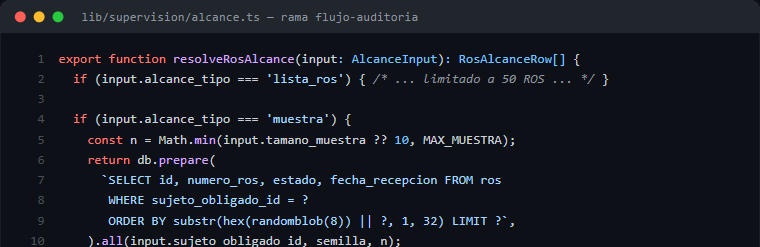 lib/supervision/alcance.ts — rama flujo-auditoria
1 export function resolveRosAlcance(input: AlcanceInput): RosAlcanceRow[] {
2 if (input.alcance_tipo === 'lista_ros') { /* ... limitado a 50 ROS ... */ }
3
4 if (input.alcance_tipo === 'muestra') {
5 const n = Math.min(input.tamano_muestra ?? 10, MAX_MUESTRA);
6 return db.prepare(
7 `SELECT id, numero_ros, estado, fecha_recepcion FROM ros
8 WHERE sujeto_obligado_id = ?
9 ORDER BY substr(hex(randomblob(8)) || ?, 1, 32) LIMIT ?`,
10 ).all(input.sujeto_obligado_id, semilla, n);